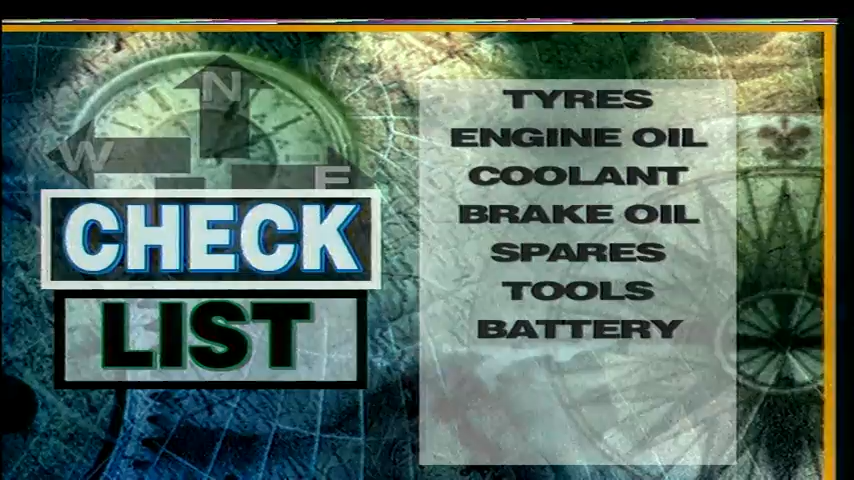 N
W
E
CHECK
LIST
TYRES
ENGINE OIL
COOLANT
BRAKE OIL
SPARES
TOOLS
BATTERY